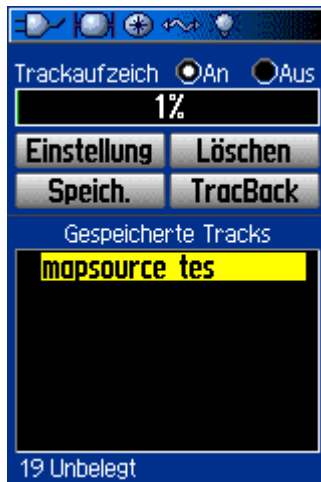 Trackaufzeich An Aus
1%
Einstellung Löschen
Speich. TracBack
Gespeicherte Tracks
mapsource tes
19 Unbelegt